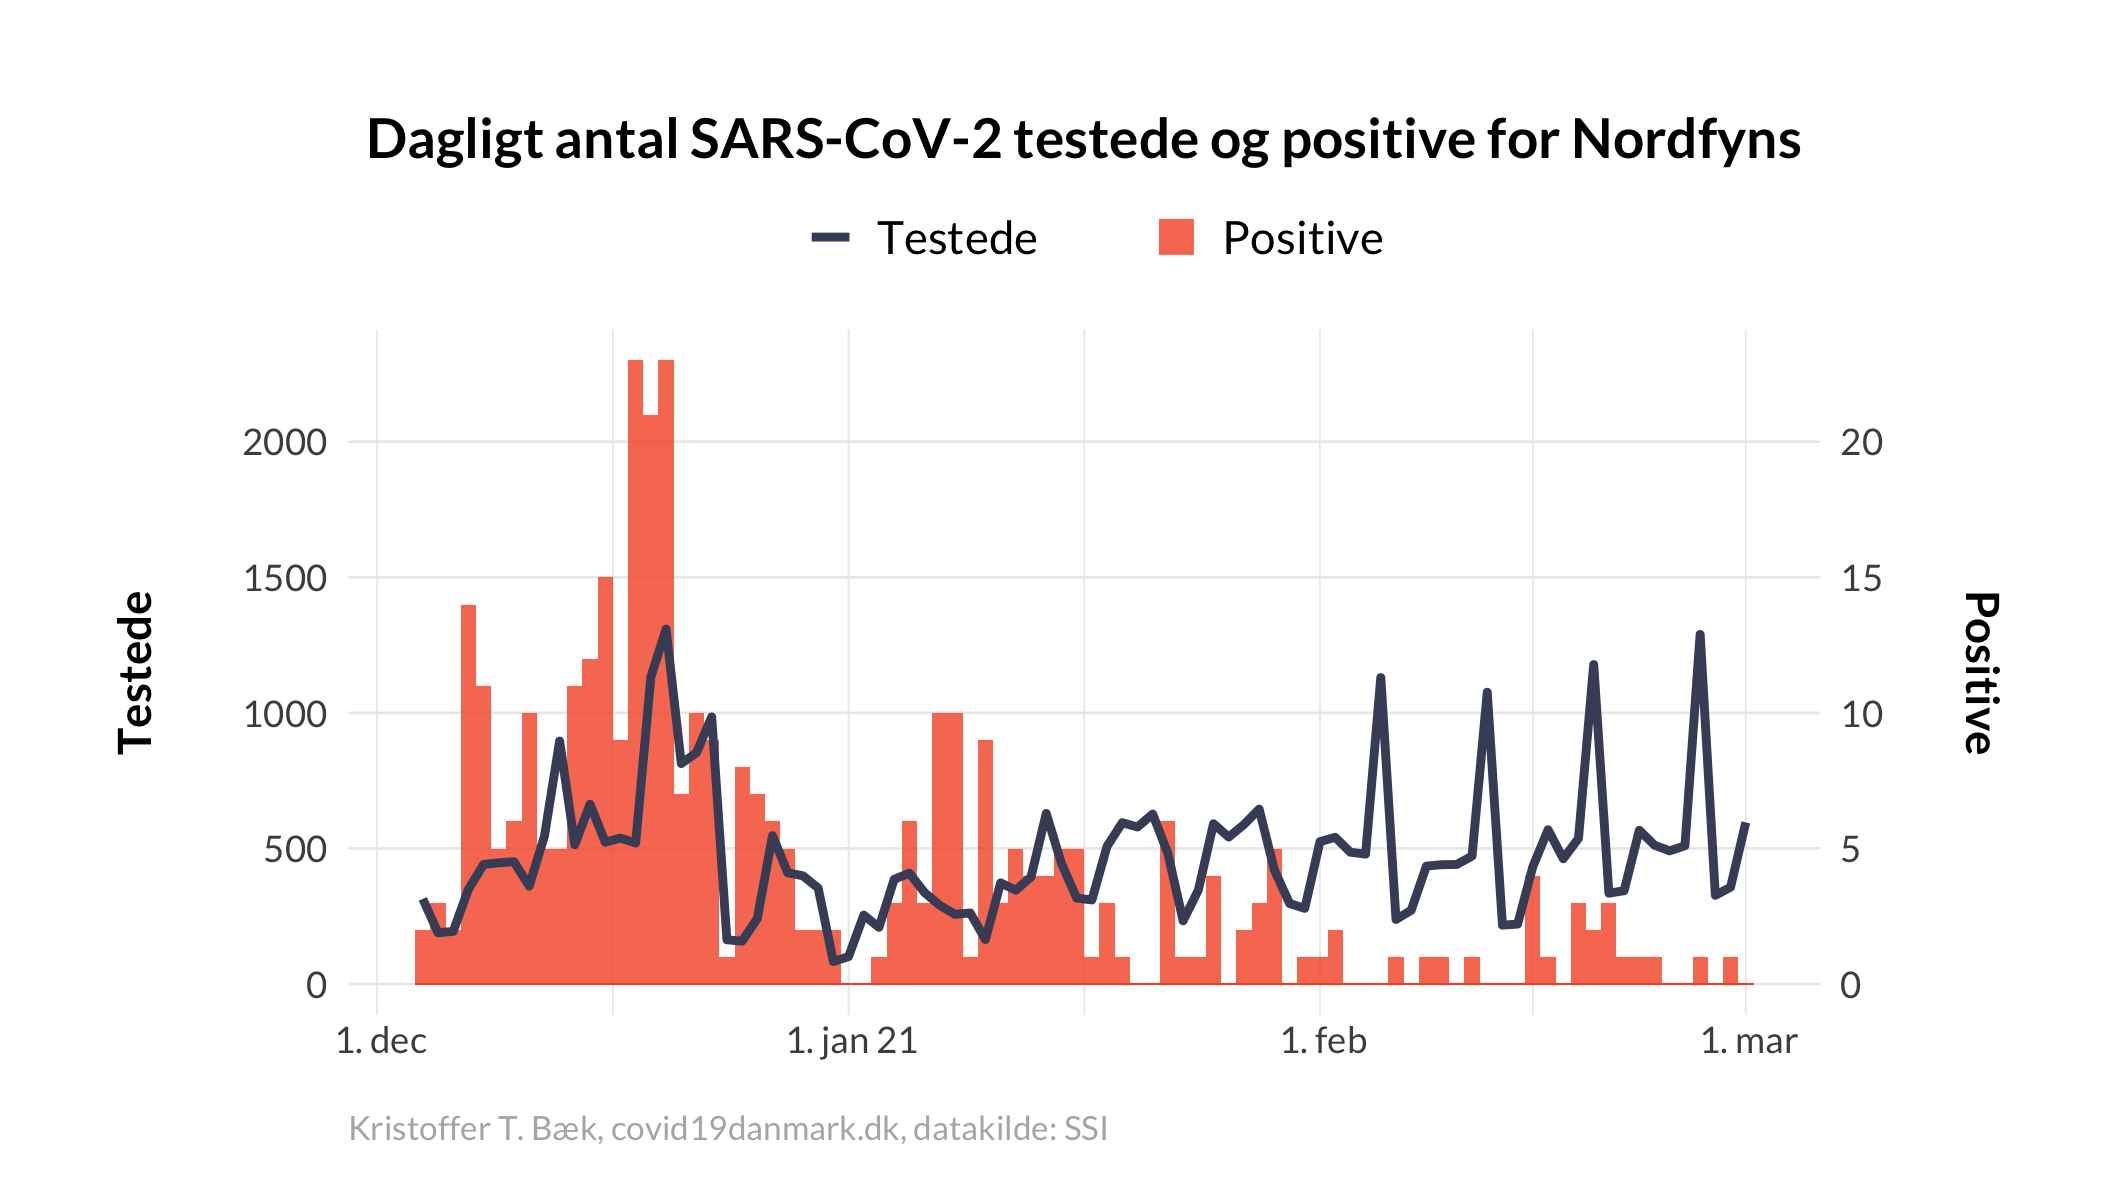 Dagligt antal SARS-CoV-2 testede og positive for Nordfyns
Testede
Positive
2000
1500
1000
500
0
20
15
10
5
0
Testede
Positive
1. dec
1. jan 21
1. feb
1. mar
Kristoffer T. Bæk, covid19danmark.dk, datakilde: SSI